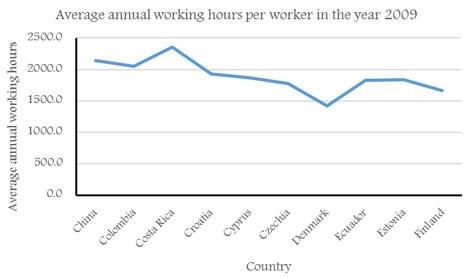 Average annual working hours per worker in the year 2009
Average annual working hours
2500.0
2000.0
1500.0
1000.0
500.0
0.0
China
Colombia
Costa Rica
Croatia
Cyprus
Czechia
Denmark
Ecuador
Estonia
Finland
Country